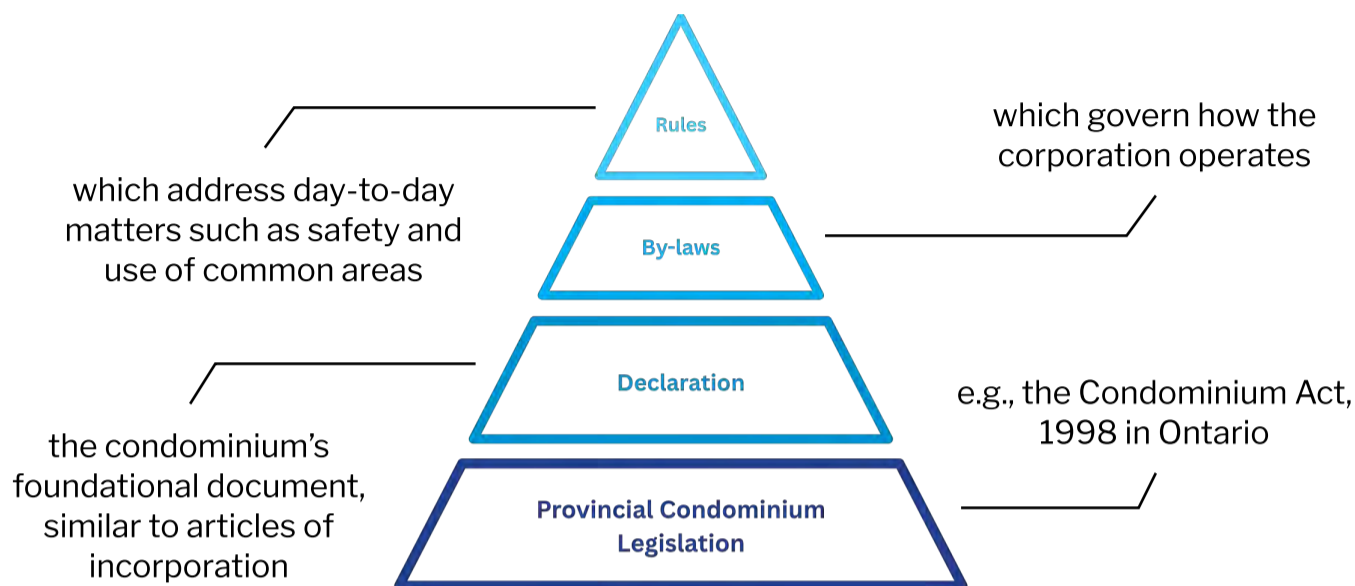 Rules
which address day-to-day
matters such as safety and
use of common areas
which govern how the
corporation operates
By-laws
Declaration
the condominium’s
foundational document,
similar to articles of
incorporation
e.g., the Condominium Act,
1998 in Ontario
Provincial Condominium
Legislation